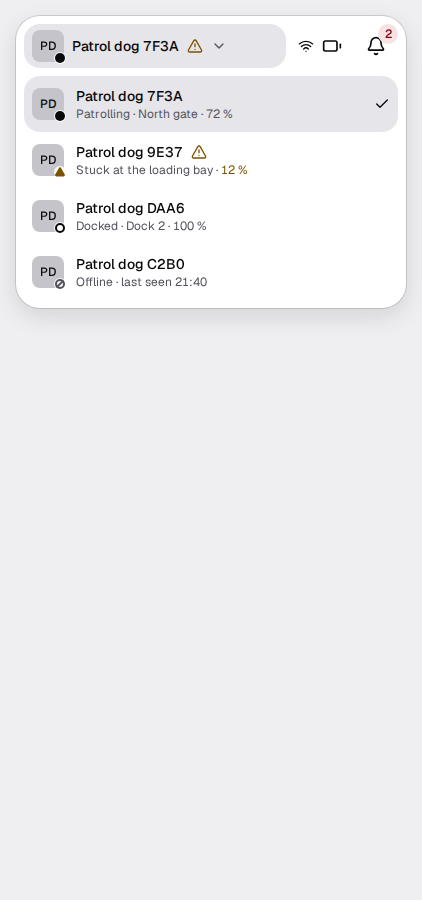 PD Patrol dog 7F3A 2
PD Patrol dog 7F3A
Patrolling · North gate · 72 %
PD Patrol dog 9E37
Stuck at the loading bay · 12 %
PD Patrol dog DAA6
Docked · Dock 2 · 100 %
PD Patrol dog C2B0
Offline · last seen 21:40